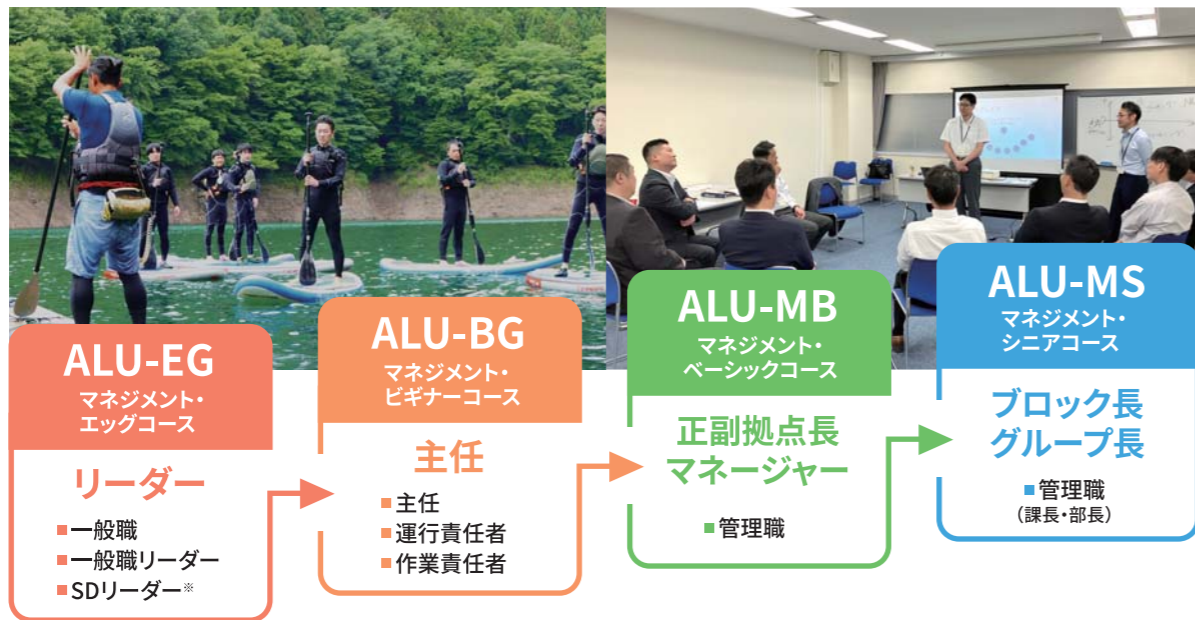 ALU-EG
マネジメント・
エッグコース
リーダー
■一般職
■一般職リーダー
■SDリーダー※
ALU-BG
マネジメント・
ビギナーコース
主任
■主任
■運行責任者
■作業責任者
ALU-MB
マネジメント・
ベーシックコース
正副拠点長
マネージャー
■管理職
ALU-MS
マネジメント・
シニアコース
ブロック長
グループ長
■管理職
（課長・部長）